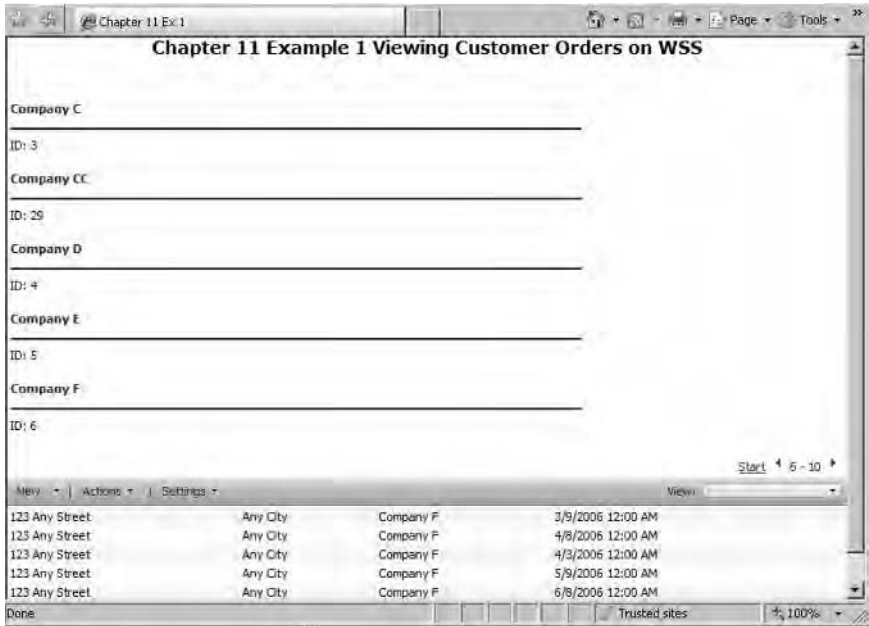 Chapter 11 Ex 1
Page
Tools
Chapter 11 Example 1 Viewing Customer Orders on WSS
Company C
ID: 3
Company CC
ID: 29
Company D
ID: 4
Company E
ID: 5
Company F
ID: 6
Start 6 - 10
New | Actions | Settings View:
123 Any Street Any City Company F 3/9/2006 12:00 AM
123 Any Street Any City Company F 4/8/2006 12:00 AM
123 Any Street Any City Company F 4/3/2006 12:00 AM
123 Any Street Any City Company F 5/9/2006 12:00 AM
123 Any Street Any City Company F 6/8/2006 12:00 AM
Done Trusted sites 100%